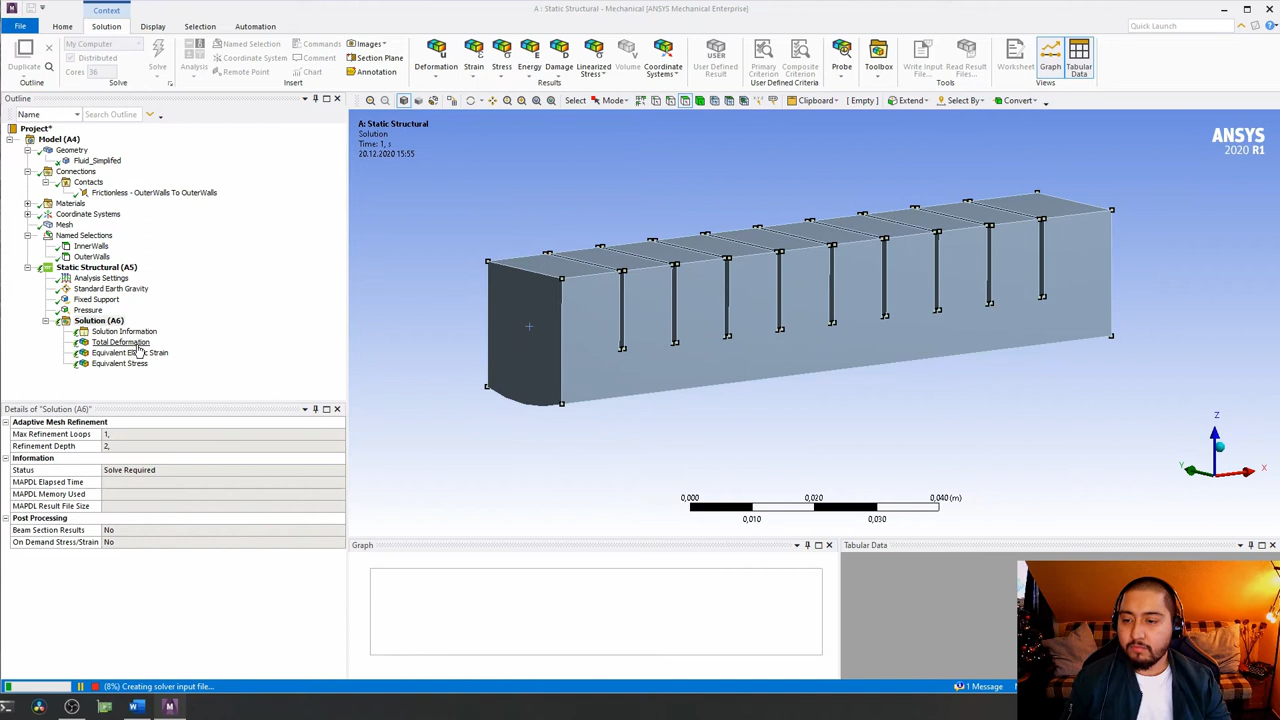 Context
A : Static Structural - Mechanical [ANSYS Mechanical Enterprise]
File
Home
Solution
Display
Selection
Automation
Quick Launch
Duplicate
Outline
My Computer
Distributed
Cores 36
Solve
Solve
Analysis
Named Selection
Coordinate System
Remote Point
Commands
Chart
Images
Section Plane
Annotation
Insert
Deformation
Strain
Stress
Energy
Damage
Linearized Stress
Volume
Coordinate Systems
Results
USER
User Defined Result
Primary Criterion
Composite Criterion
User Defined Criteria
Probe
Toolbox
Write Input File...
Read Result Files...
Tools
Worksheet
Graph
Tabular Data
Views
Outline
Select
Mode
Clipboard
[ Empty ]
Extend
Select By
Convert
Name
Search Outline
Project*
Model (A4)
Geometry
Fluid_Simplifed
Connections
Contacts
Frictionless - OuterWalls To OuterWalls
Materials
Coordinate Systems
Mesh
Named Selections
InnerWalls
OuterWalls
Static Structural (A5)
Analysis Settings
Standard Earth Gravity
Fixed Support
Pressure
Solution (A6)
Solution Information
Total Deformation
Equivalent Elastic Strain
Equivalent Stress
A: Static Structural
Solution
Time: 1, s
20.12.2020 15:55
ANSYS
2020 R1
Z
Y
X
0,000
0,020
0,040 (m)
0,010
0,030
Details of "Solution (A6)"
Adaptive Mesh Refinement
Max Refinement Loops 1,
Refinement Depth 2,
Information
Status Solve Required
MAPDL Elapsed Time
MAPDL Memory Used
MAPDL Result File Size
Post Processing
Beam Section Results No
On Demand Stress/Strain No
Graph
Tabular Data
(8%) Creating solver input file...
1 Message